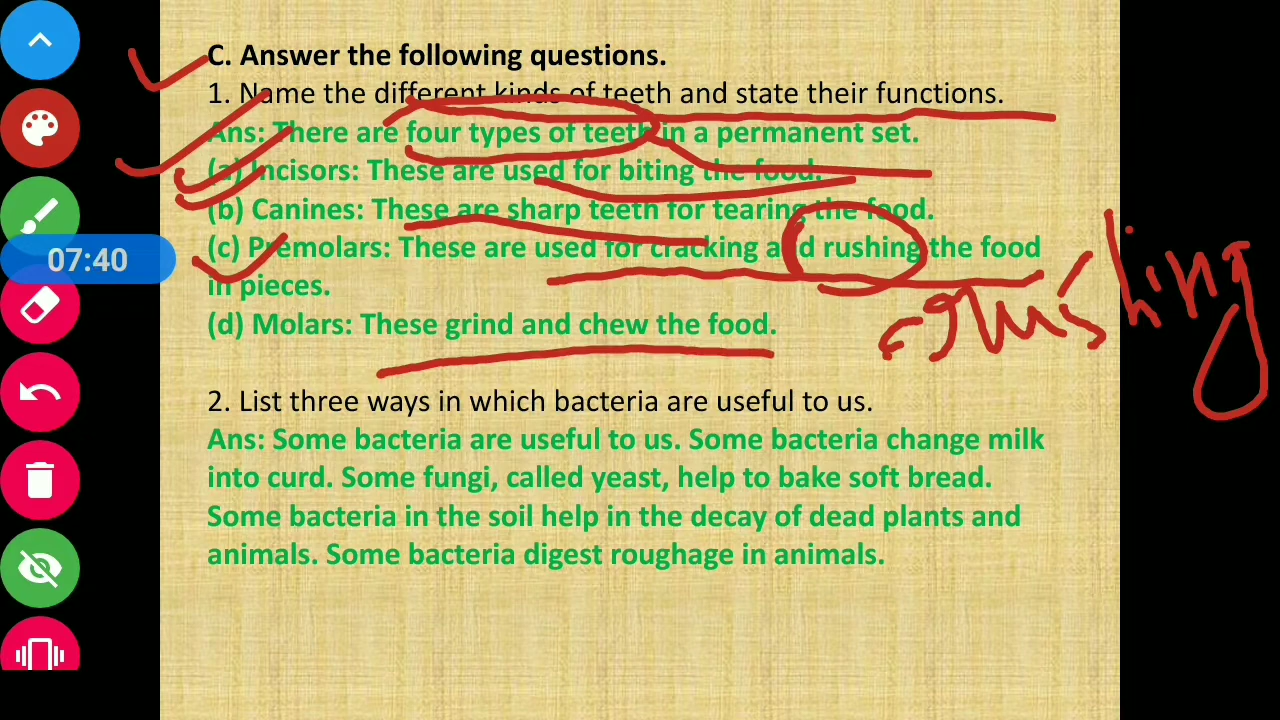 C. Answer the following questions.
1. Name the different kinds of teeth and state their functions.
Ans: There are four types of teeth in a permanent set.
(a) Incisors: These are used for biting the food.
(b) Canines: These are sharp teeth for tearing the food.
(c) Premolars: These are used for cracking and rushing the food
07:40
in pieces.
(d) Molars: These grind and chew the food.
crushing
2. List three ways in which bacteria are useful to us.
Ans: Some bacteria are useful to us. Some bacteria change milk
into curd. Some fungi, called yeast, help to bake soft bread.
Some bacteria in the soil help in the decay of dead plants and
animals. Some bacteria digest roughage in animals.